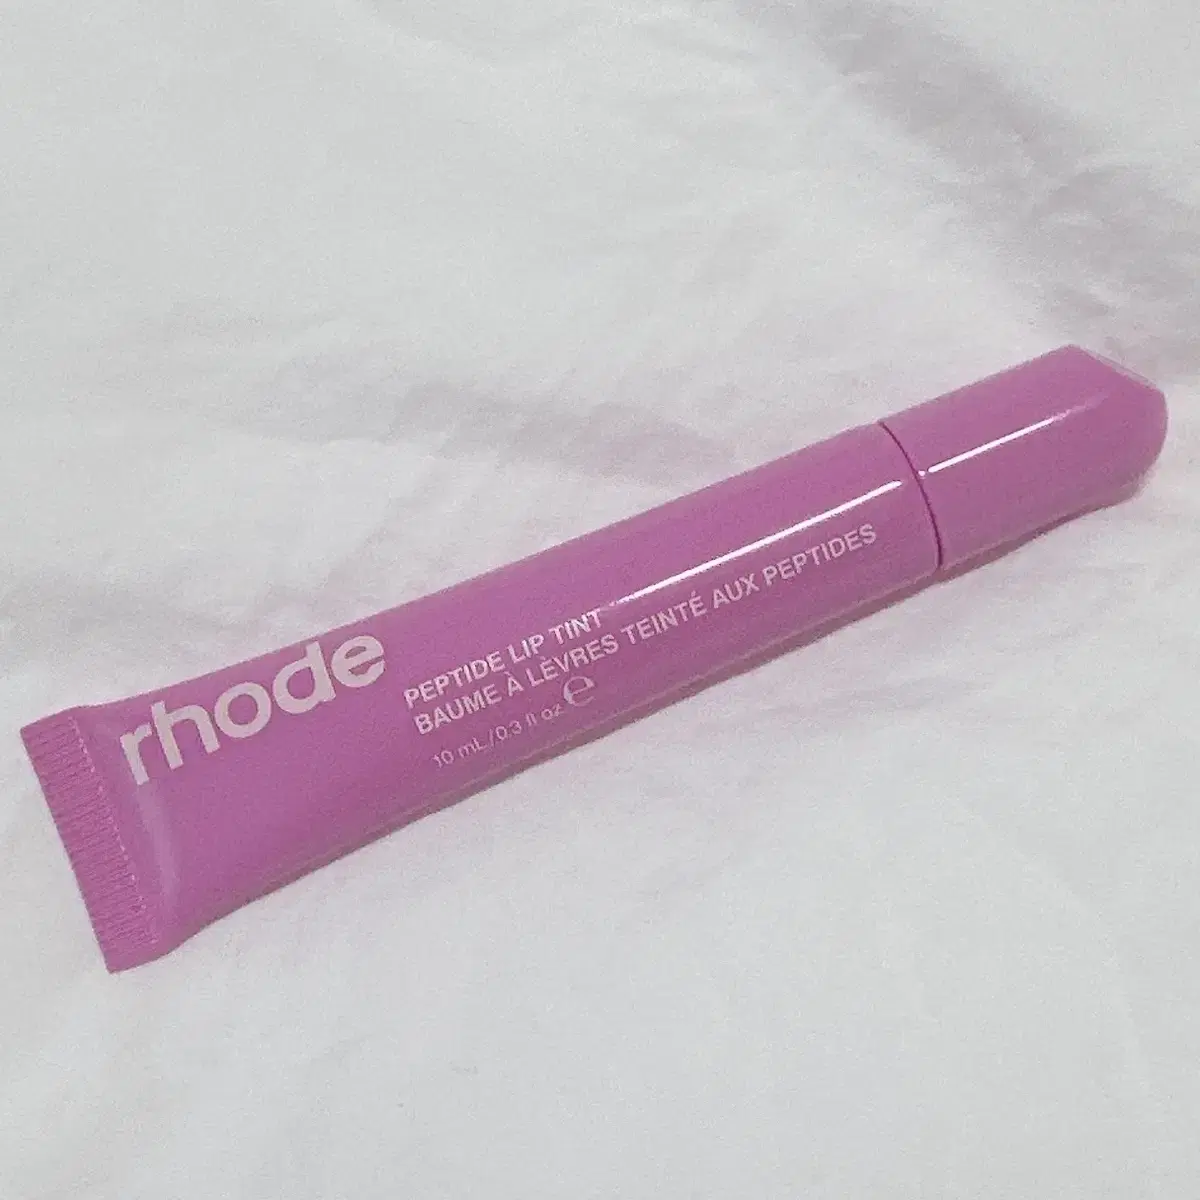 rhode
PEPTIDE LIP TINT
BAUME À LÈVRES TEINTÉ AUX PEPTIDES
10 mL/0.3 fl oz ℮